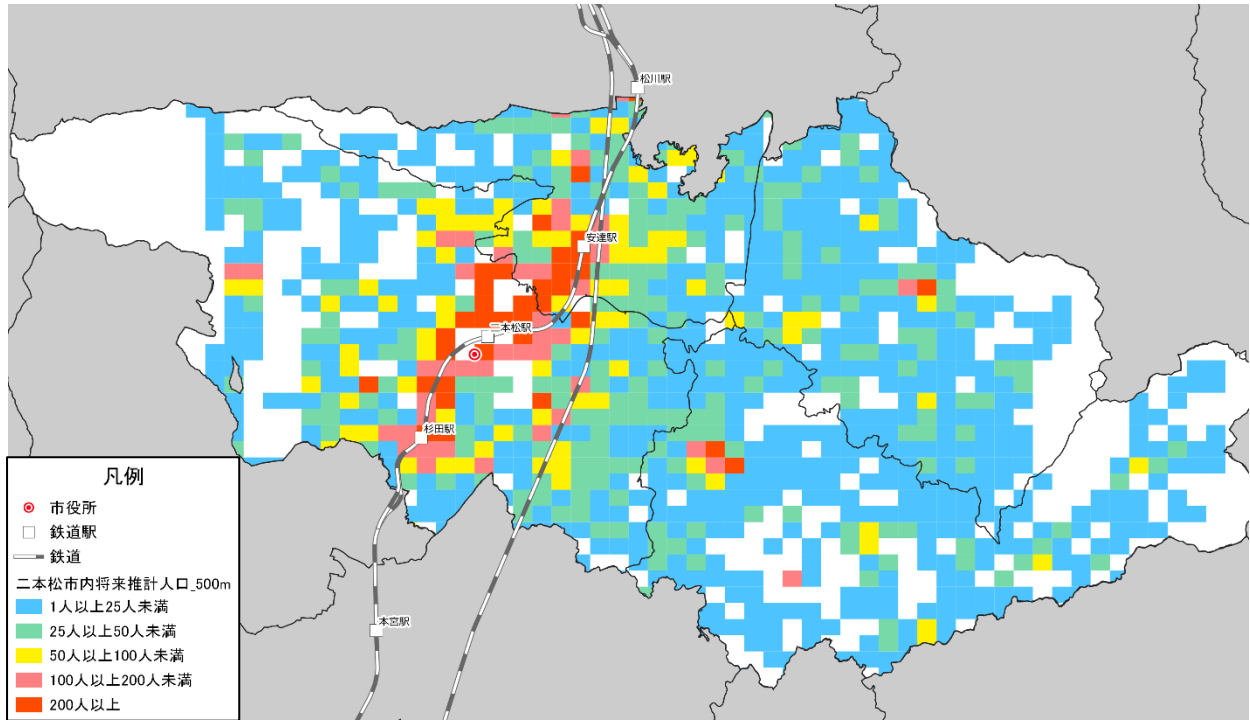 松川駅
安達駅
二本松駅
杉田駅
本宮駅
凡例
市役所
鉄道駅
鉄道
二本松市内将来推計人口_500m
1人以上25人未満
25人以上50人未満
50人以上100人未満
100人以上200人未満
200人以上